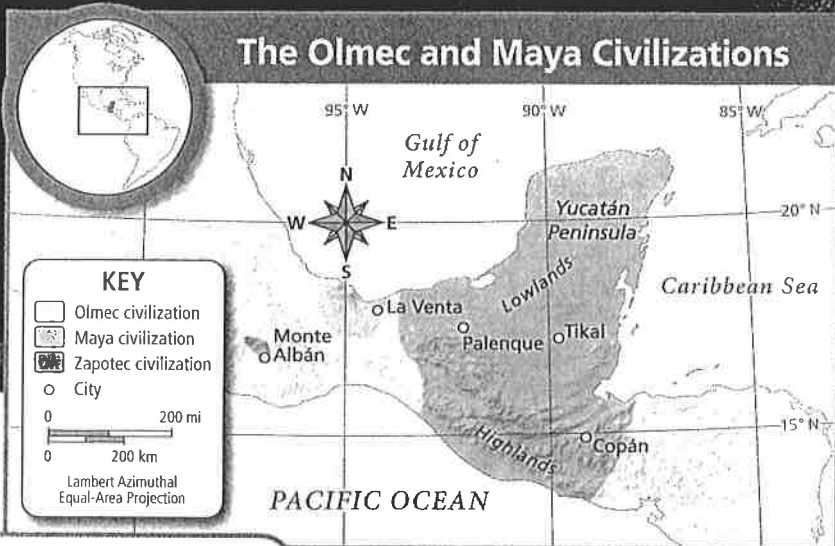 The Olmec and Maya Civilizations
95° W
90° W
85° W
Gulf of
Mexico
N
W
E
S
Yucatán
Peninsula
20° N
Lowlands
Caribbean Sea
KEY
Olmec civilization
Maya civilization
Zapotec civilization
City
0
200 mi
0
200 km
Lambert Azimuthal
Equal-Area Projection
La Venta
Monte
Albán
Palenque
Tikal
15° N
Highlands
Copán
PACIFIC OCEAN